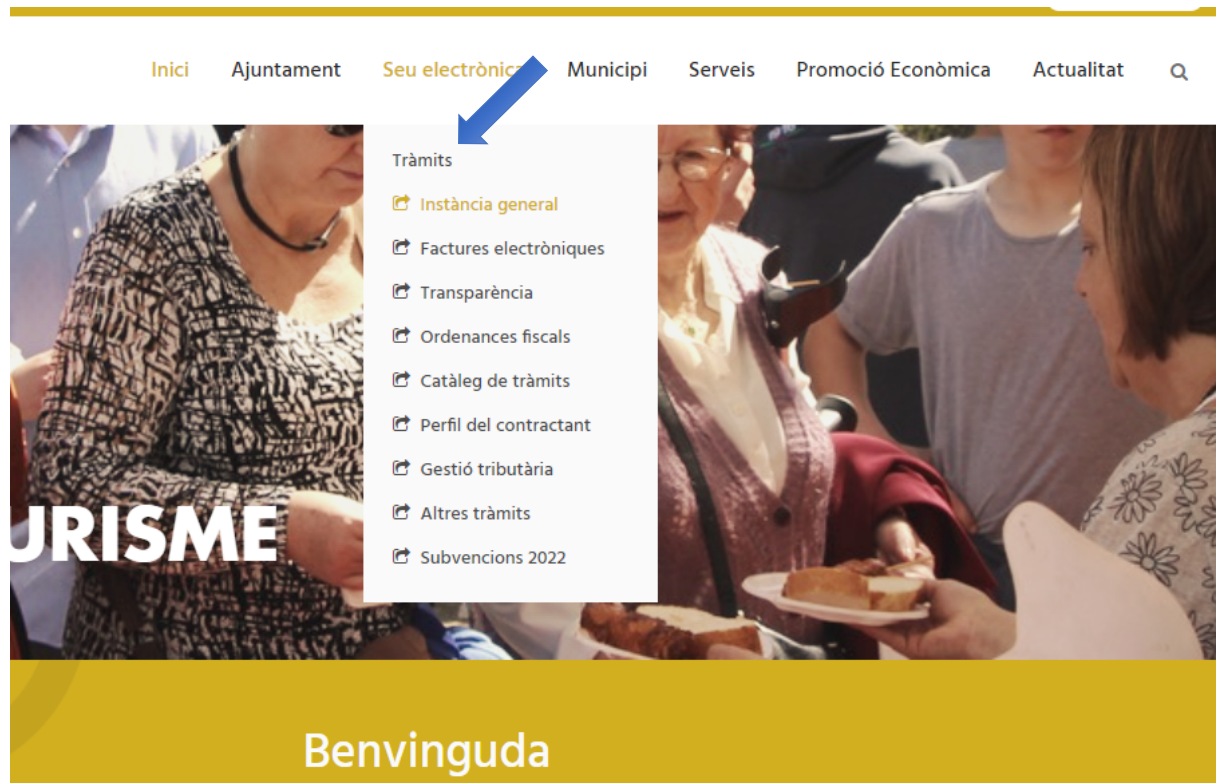 Inici Ajuntament Seu electrònica Municipi Serveis Promoció Econòmica Actualitat
Tràmits
Instància general
Factures electròniques
Transparència
Ordenances fiscals
Catàleg de tràmits
Perfil del contractant
Gestió tributària
Altres tràmits
Subvencions 2022
URISME
Benvinguda